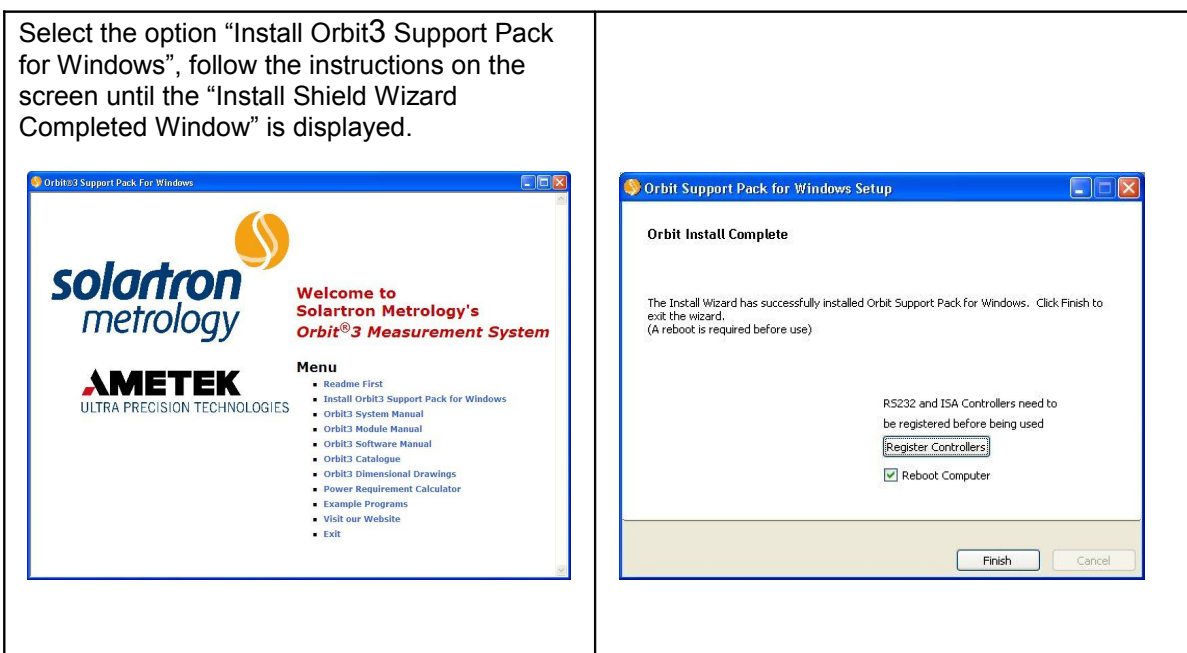 Select the option “Install Orbit3 Support Pack
for Windows”, follow the instructions on the
screen until the “Install Shield Wizard
Completed Window” is displayed.
Orbit®3 Support Pack For Windows
solartron
metrology
AMETEK
ULTRA PRECISION TECHNOLOGIES
Welcome to
Solartron Metrology's
Orbit®3 Measurement System
Menu
Readme First
Install Orbit3 Support Pack for Windows
Orbit3 System Manual
Orbit3 Module Manual
Orbit3 Software Manual
Orbit3 Catalogue
Orbit3 Dimensional Drawings
Power Requirement Calculator
Example Programs
Visit our Website
Exit
Orbit Support Pack for Windows Setup
Orbit Install Complete
The Install Wizard has successfully installed Orbit Support Pack for Windows. Click Finish to
exit the wizard.
(A reboot is required before use)
RS232 and ISA Controllers need to
be registered before being used
Register Controllers
Reboot Computer
Finish
Cancel